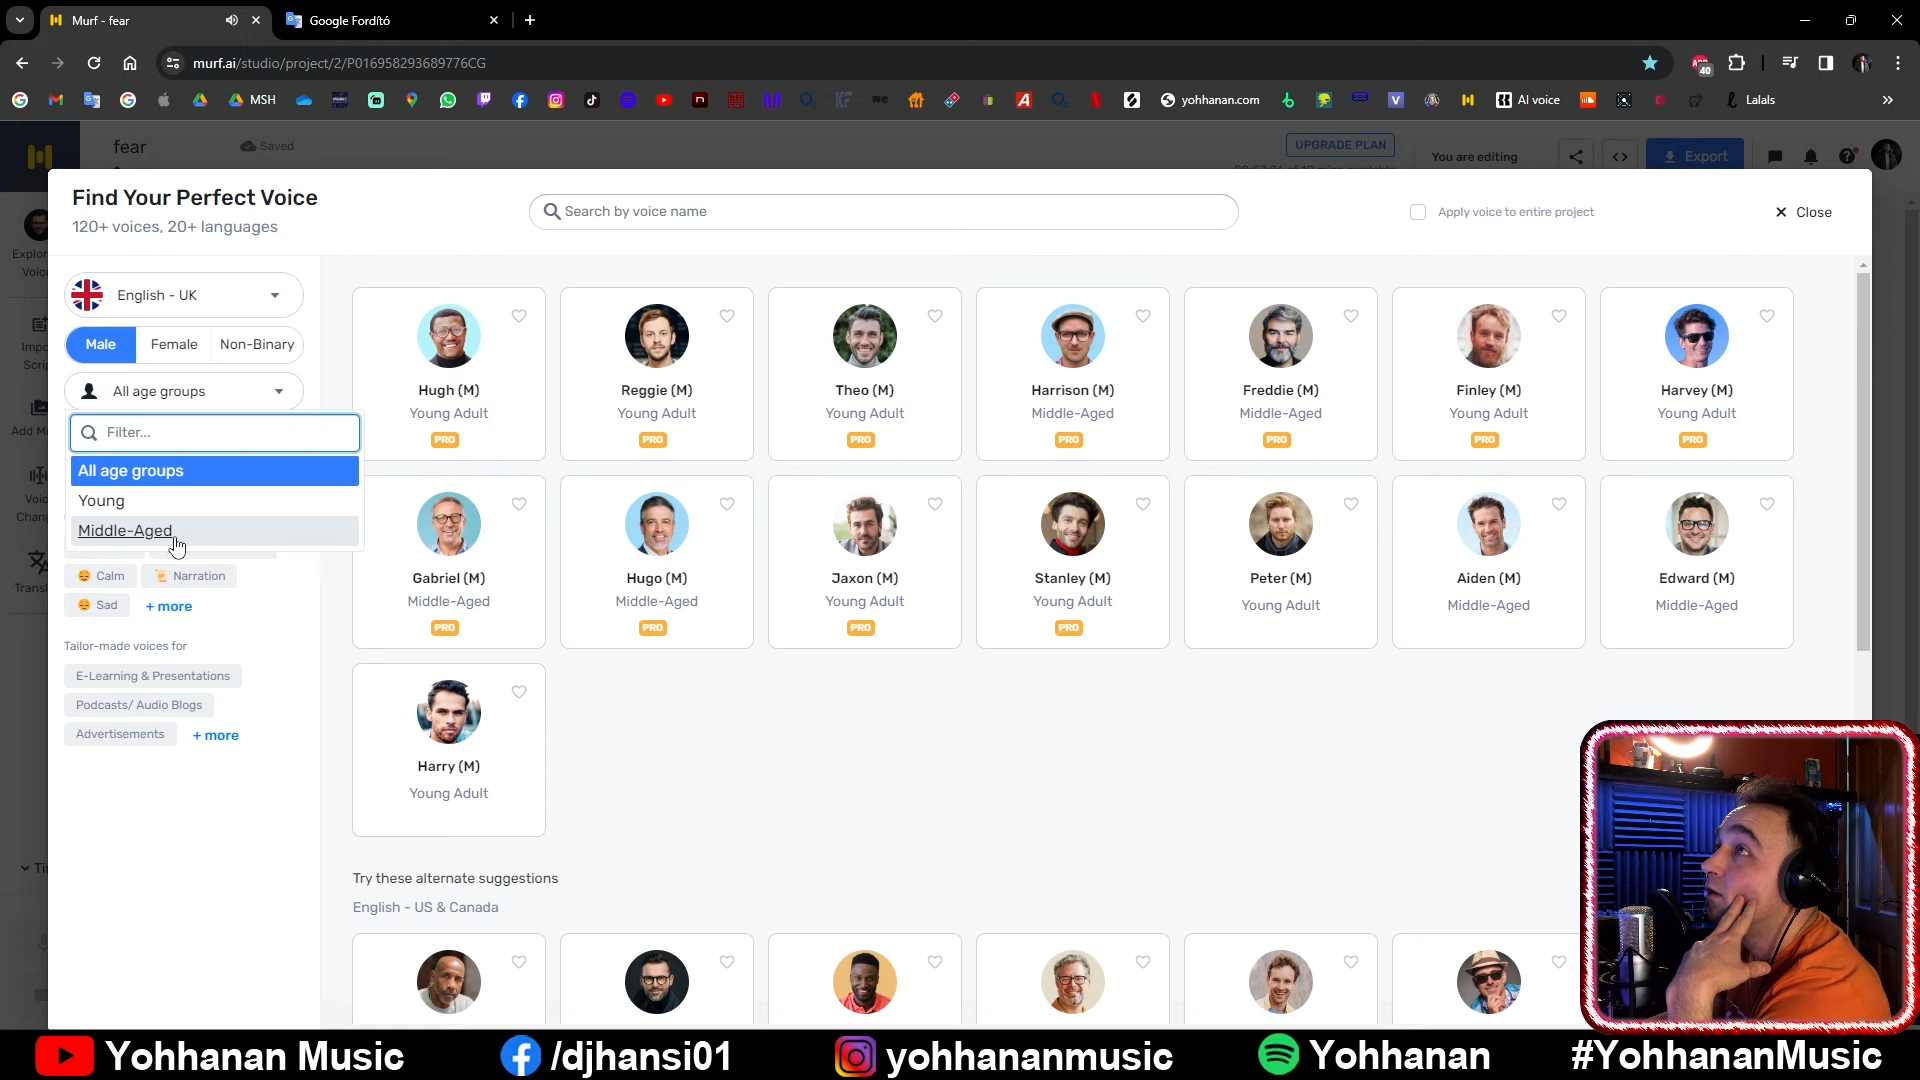 Murf - fear
Google Fordító
murf.ai/studio/project/2/P016958293689776CG
40
MSH
yohhanan.com
AI voice
Lalals
fear
Saved
UPGRADE PLAN
You are editing
Export
Find Your Perfect Voice
120+ voices, 20+ languages
Search by voice name
Apply voice to entire project
Close
English - UK
Male
Female
Non-Binary
All age groups
Filter...
All age groups
Young
Middle-Aged
Calm
Narration
Sad
+ more
Tailor-made voices for
E-Learning & Presentations
Podcasts/ Audio Blogs
Advertisements
+ more
Hugh (M)
Young Adult
PRO
Reggie (M)
Young Adult
PRO
Theo (M)
Young Adult
PRO
Harrison (M)
Middle-Aged
PRO
Freddie (M)
Middle-Aged
PRO
Finley (M)
Young Adult
PRO
Harvey (M)
Young Adult
PRO
Gabriel (M)
Middle-Aged
PRO
Hugo (M)
Middle-Aged
PRO
Jaxon (M)
Young Adult
PRO
Stanley (M)
Young Adult
PRO
Peter (M)
Young Adult
Aiden (M)
Middle-Aged
Edward (M)
Middle-Aged
Harry (M)
Young Adult
Try these alternate suggestions
English - US & Canada
Yohhanan Music
/djhansi01
yohhananmusic
Yohhanan
#YohhananMusic